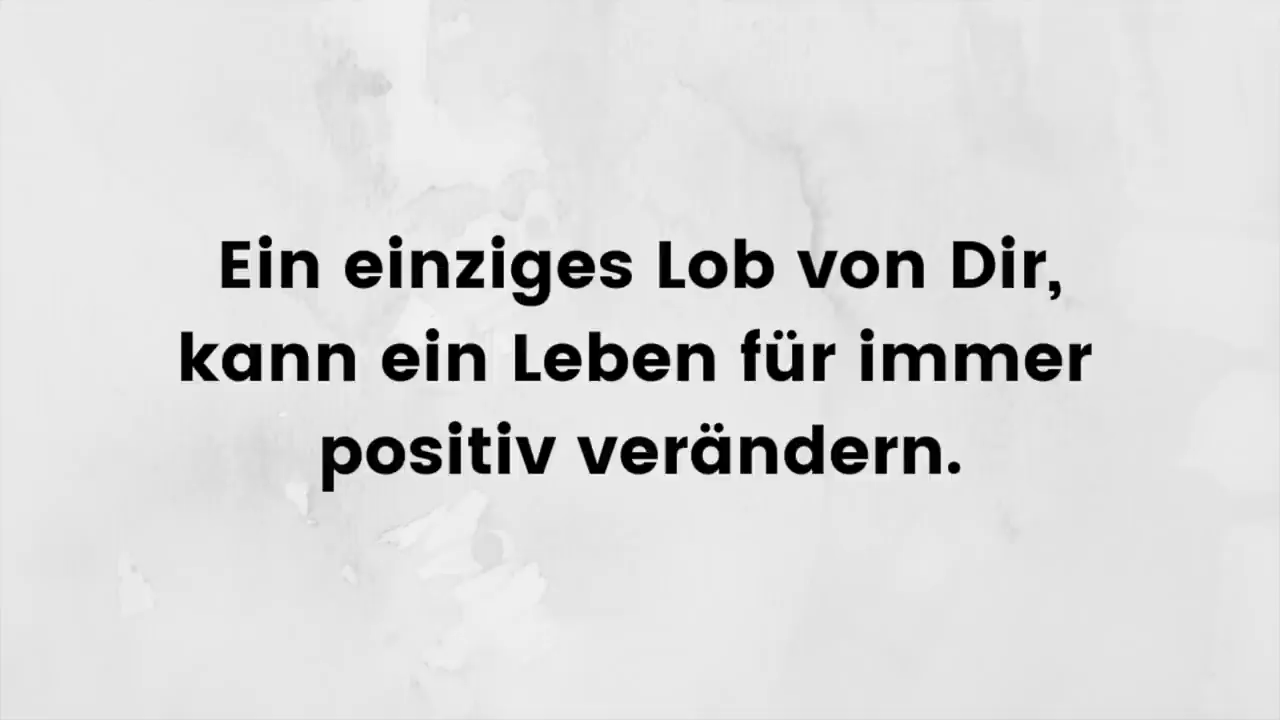 Ein einziges Lob von Dir,
kann ein Leben für immer
positiv verändern.